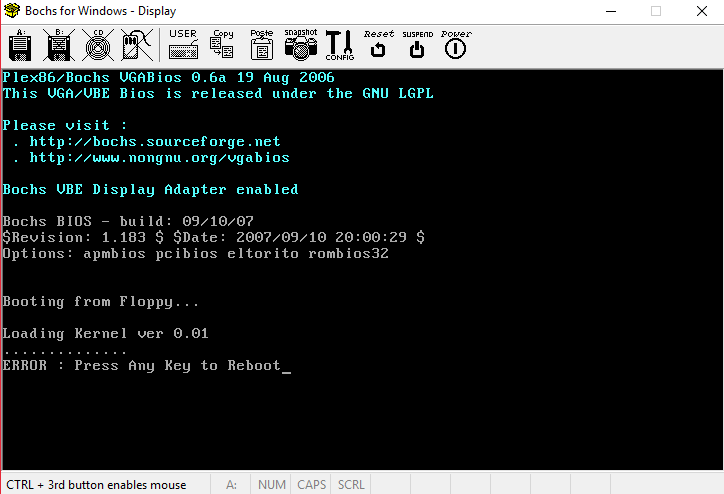 Bochs for Windows - Display
A: B: CD USER Copy Paste snapshot CONFIG Reset SUSPEND Power
Plex86/Bochs VGABios 0.6a 19 Aug 2006
This VGA/VBE Bios is released under the GNU LGPL
Please visit :
. http://bochs.sourceforge.net
. http://www.nongnu.org/vgabios
Bochs VBE Display Adapter enabled
Bochs BIOS - build: 09/10/07
$Revision: 1.183 $ $Date: 2007/09/10 20:00:29 $
Options: apmbios pcibios eltorito rombios32
Booting from Floppy...
Loading Kernel ver 0.01
..............
ERROR : Press Any Key to Reboot_
CTRL + 3rd button enables mouse A: NUM CAPS SCRL